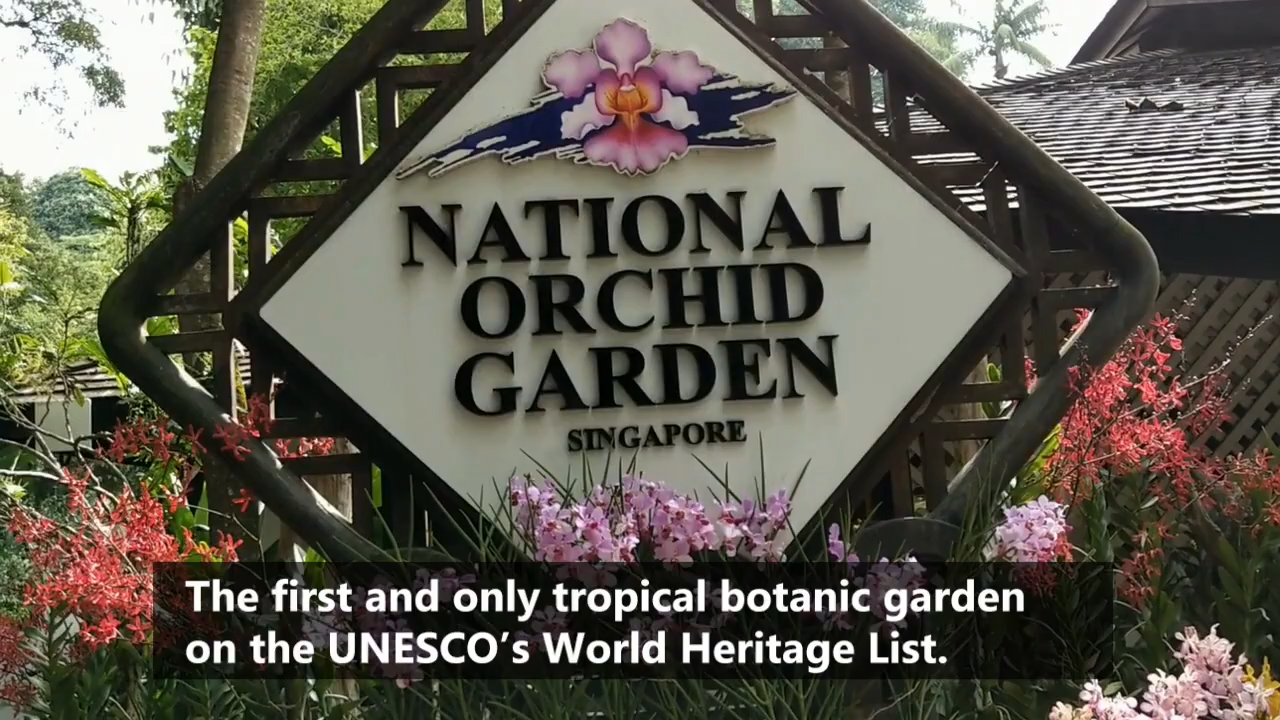 NATIONAL
ORCHID
GARDEN
SINGAPORE
The first and only tropical botanic garden
on the UNESCO’s World Heritage List.